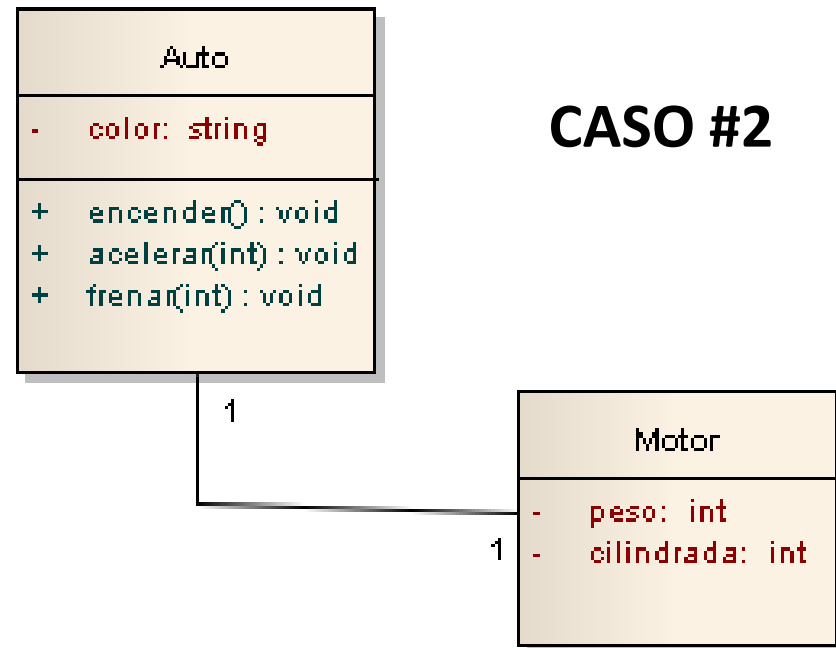 Auto
CASO #2
- color: string
+ encender() : void
+ acelerar(int) : void
+ frenar(int) : void
1
Motor
- peso: int
1
- cilindrada: int